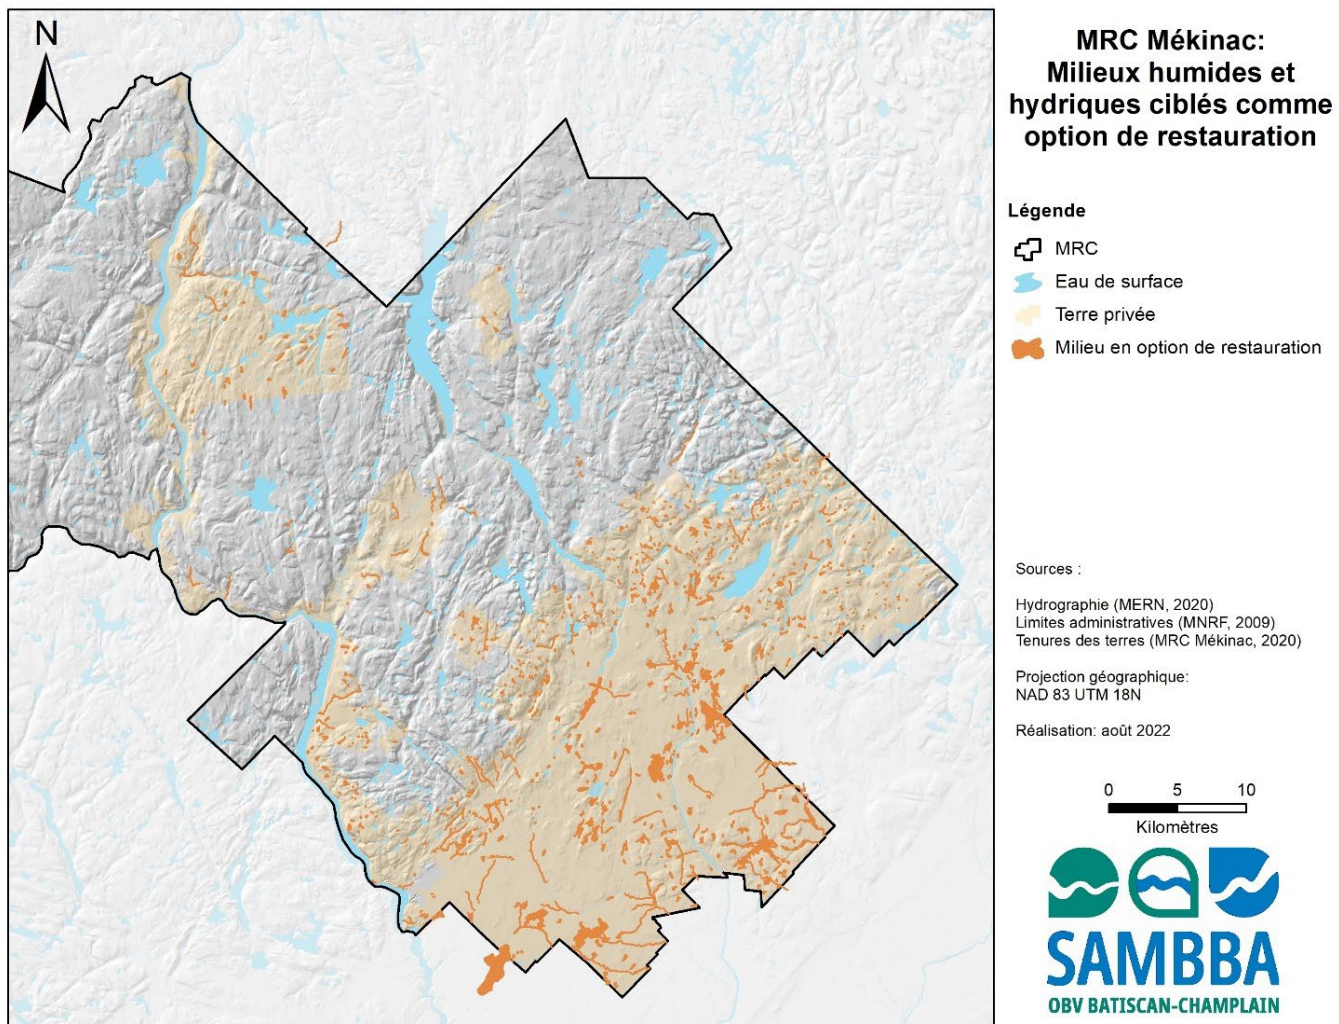 N
MRC Mékinac:
Milieux humides et
hydriques ciblés comme
option de restauration
Légende
MRC
Eau de surface
Terre privée
Milieu en option de restauration
Sources :
Hydrographie (MERN, 2020)
Limites administratives (MNRF, 2009)
Tenures des terres (MRC Mékinac, 2020)
Projection géographique:
NAD 83 UTM 18N
Réalisation: août 2022
0 5 10
Kilomètres
SAMBBA
OBV BATISCAN-CHAMPLAIN